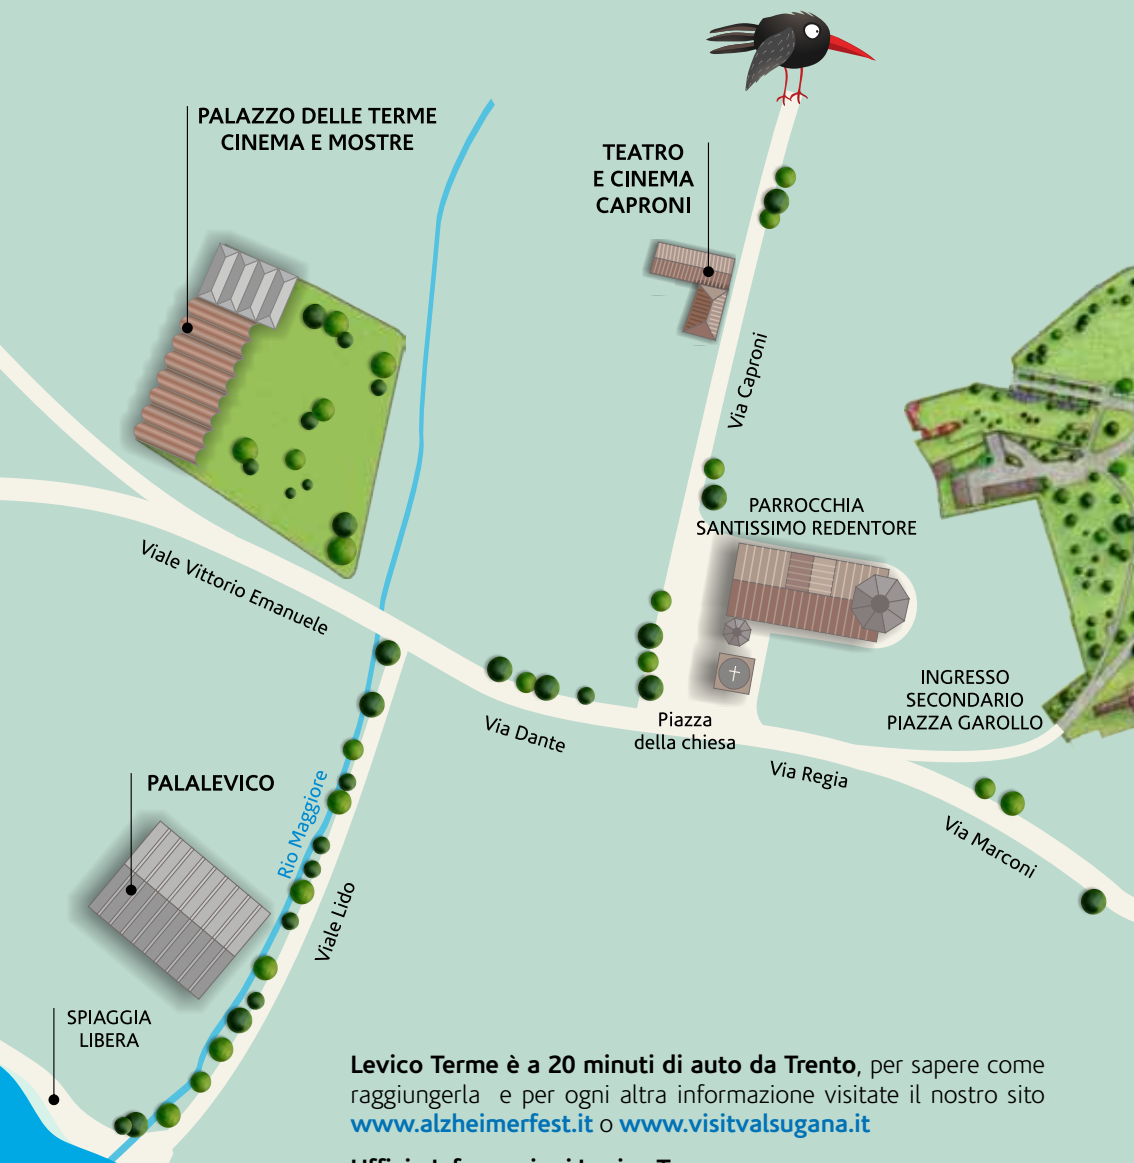 PALAZZO DELLE TERME
CINEMA E MOSTRE
TEATRO
E CINEMA
CAPRONI
Via Caproni
PARROCCHIA
SANTISSIMO REDENTORE
Viale Vittorio Emanuele
INGRESSO
SECONDARIO
PIAZZA GAROLLO
Piazza
della chiesa
Via Dante
Via Regia
PALALEVICO
Rio Maggiore
Via Marconi
Viale Lido
SPIAGGIA
LIBERA
Levico Terme è a 20 minuti di auto da Trento, per sapere come
raggiungerla e per ogni altra informazione visitate il nostro sito
www.alzheimerfest.it o www.visitvalsugana.it